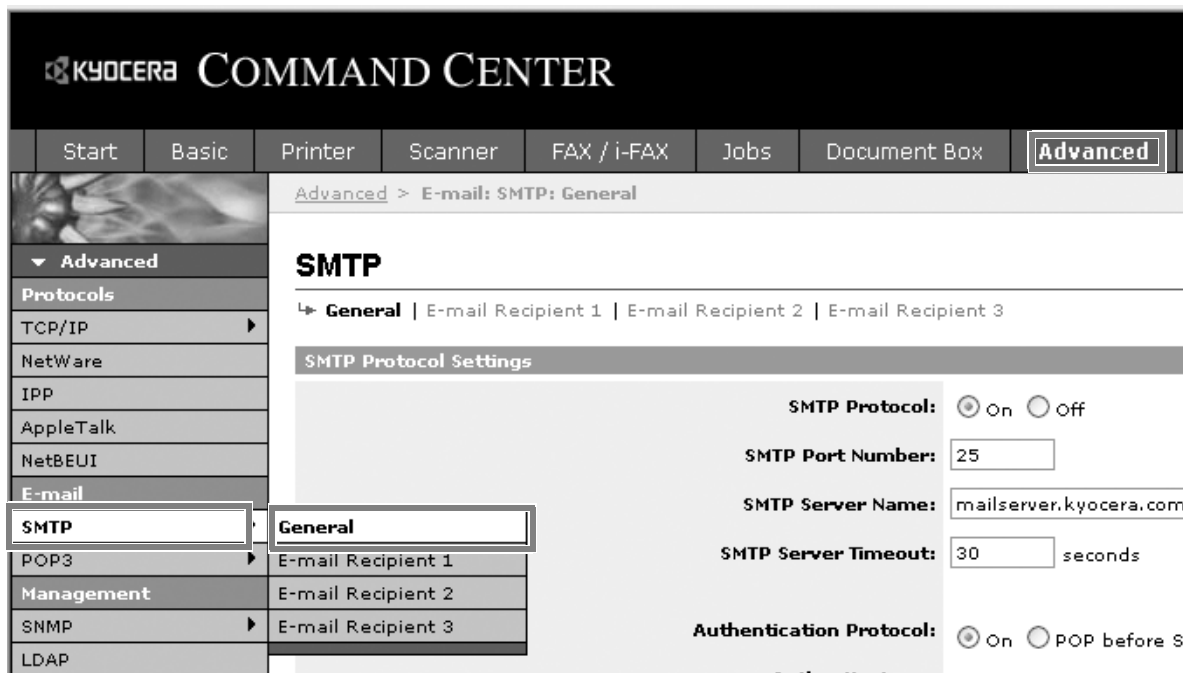 KYOCERA COMMAND CENTER
Start Basic Printer Scanner FAX / i-FAX Jobs Document Box Advanced
Advanced > E-mail: SMTP: General
Advanced
Protocols
TCP/IP
NetWare
IPP
AppleTalk
NetBEUI
E-mail
SMTP
POP3
Management
SNMP
LDAP
General
E-mail Recipient 1
E-mail Recipient 2
E-mail Recipient 3
SMTP
General | E-mail Recipient 1 | E-mail Recipient 2 | E-mail Recipient 3
SMTP Protocol Settings
SMTP Protocol: On Off
SMTP Port Number: 25
SMTP Server Name: mailserver.kyocera.com
SMTP Server Timeout: 30 seconds
Authentication Protocol: On POP before S